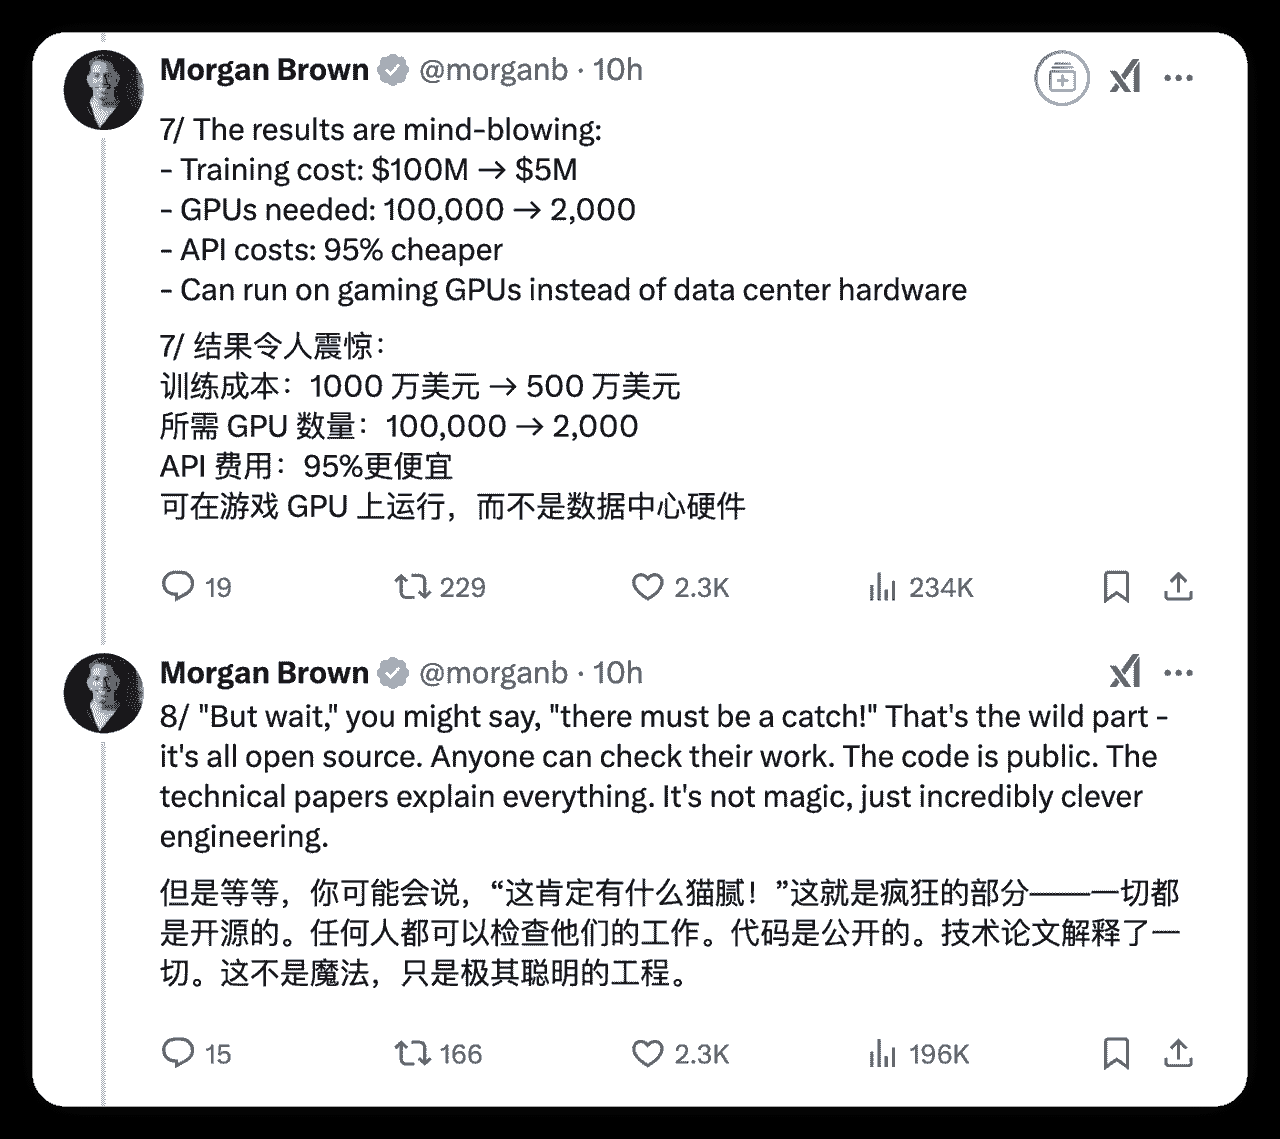 Morgan Brown @morganb · 10h
7/ The results are mind-blowing:
- Training cost: $100M → $5M
- GPUs needed: 100,000 → 2,000
- API costs: 95% cheaper
- Can run on gaming GPUs instead of data center hardware
7/ 结果令人震惊：
训练成本：1000 万美元 → 500 万美元
所需 GPU 数量：100,000 → 2,000
API 费用：95%更便宜
可在游戏 GPU 上运行，而不是数据中心硬件
19 229 2.3K 234K
Morgan Brown @morganb · 10h
8/ "But wait," you might say, "there must be a catch!" That's the wild part -
it's all open source. Anyone can check their work. The code is public. The
technical papers explain everything. It's not magic, just incredibly clever
engineering.
但是等等，你可能会说，“这肯定有什么猫腻！”这就是疯狂的部分——一切都
是开源的。任何人都可以检查他们的工作。代码是公开的。技术论文解释了一
切。这不是魔法，只是极其聪明的工程。
15 166 2.3K 196K